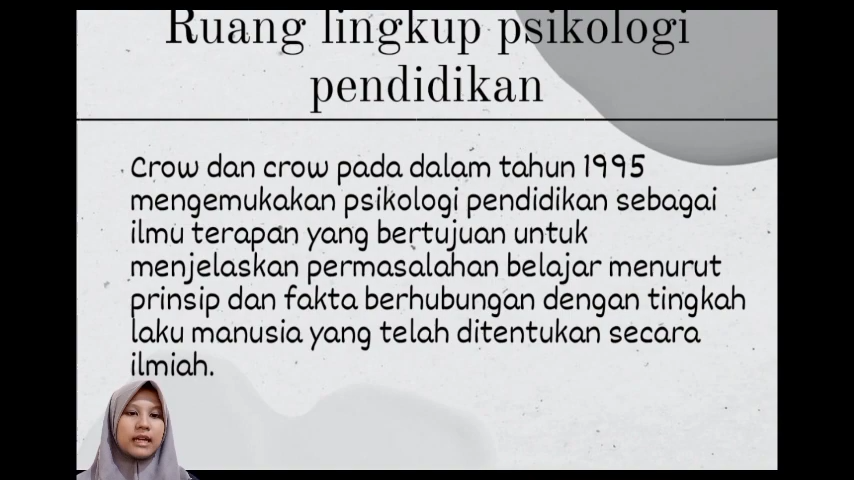 Ruang lingkup psikologi
pendidikan
Crow dan crow pada dalam tahun 1995
mengemukakan psikologi pendidikan sebagai
ilmu terapan yang bertujuan untuk
menjelaskan permasalahan belajar menurut
prinsip dan fakta berhubungan dengan tingkah
laku manusia yang telah ditentukan secara
ilmiah.